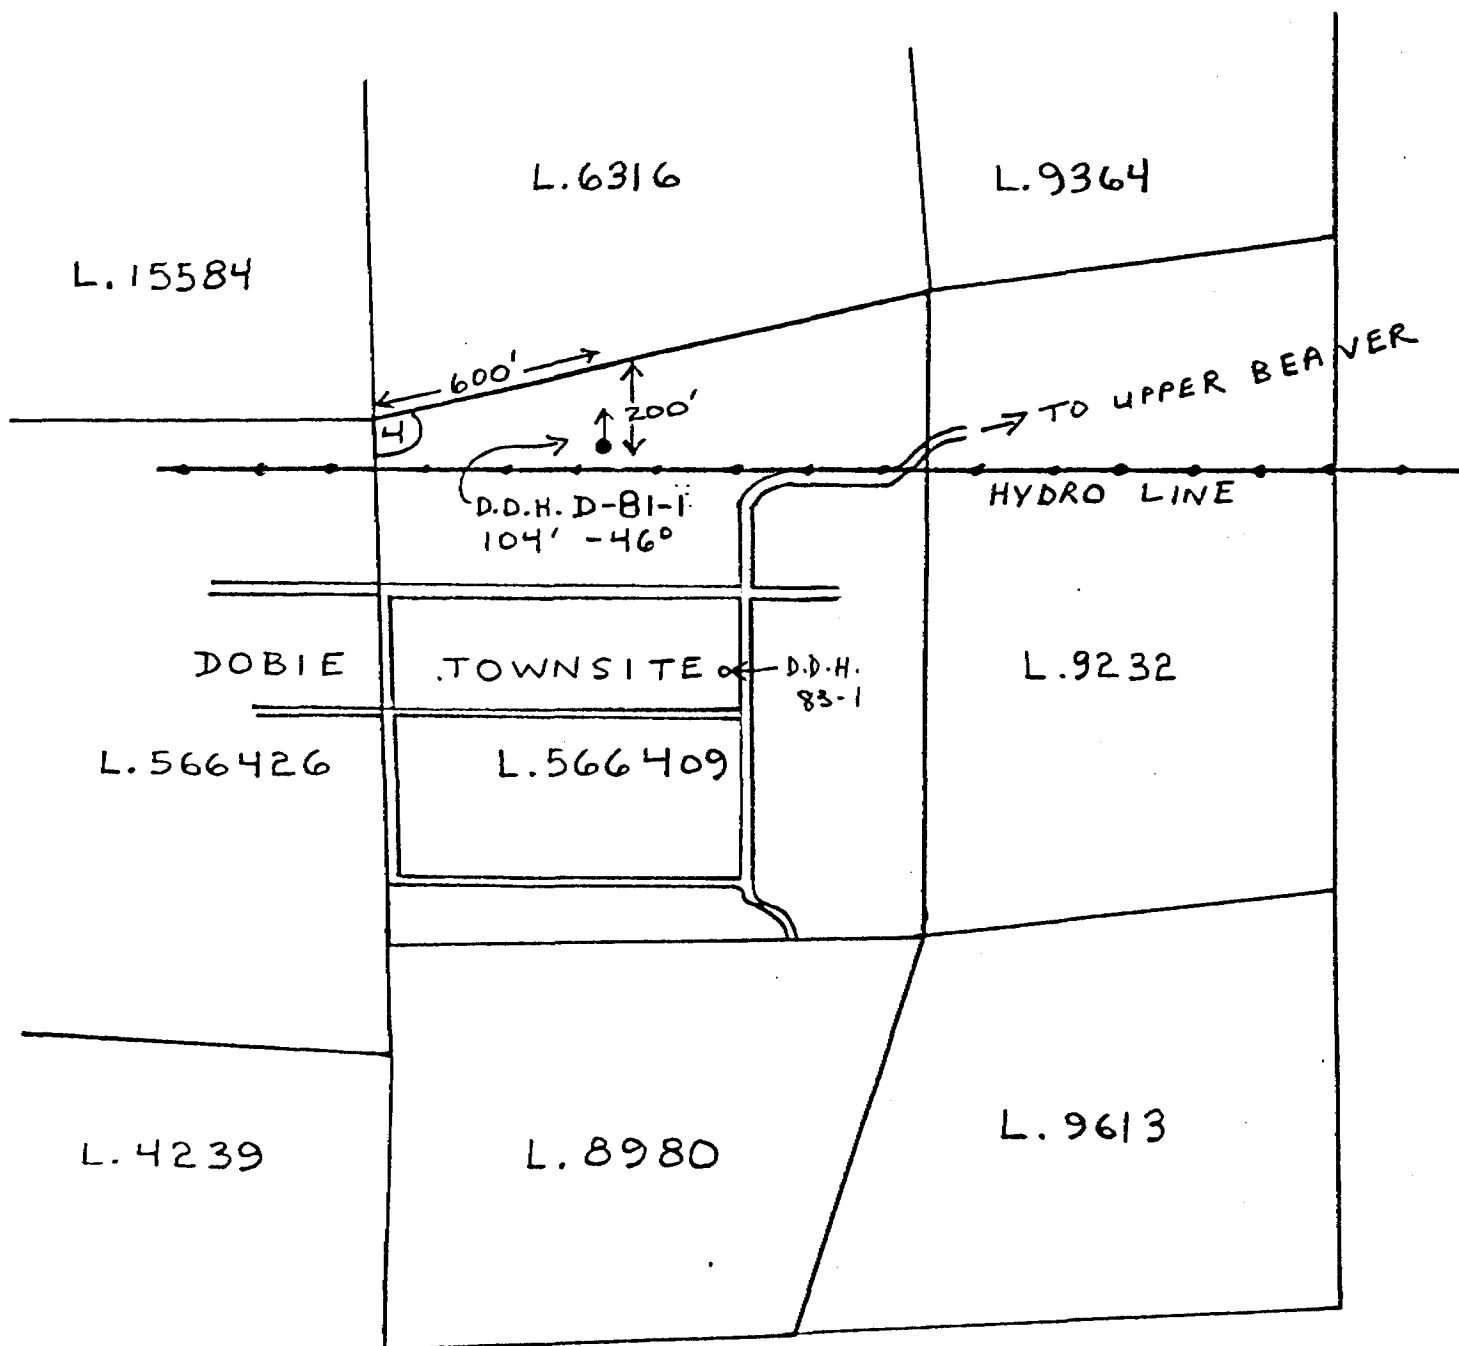 L.6316
L.9364
L.15584
600'
200'
4
TO UPPER BEAVER
HYDRO LINE
D.D.H. D-81-1
104' -46°
DOBIE TOWNSITE
D.D.H.
83-1
L.9232
L.566426
L.566409
L.4239
L.8980
L.9613